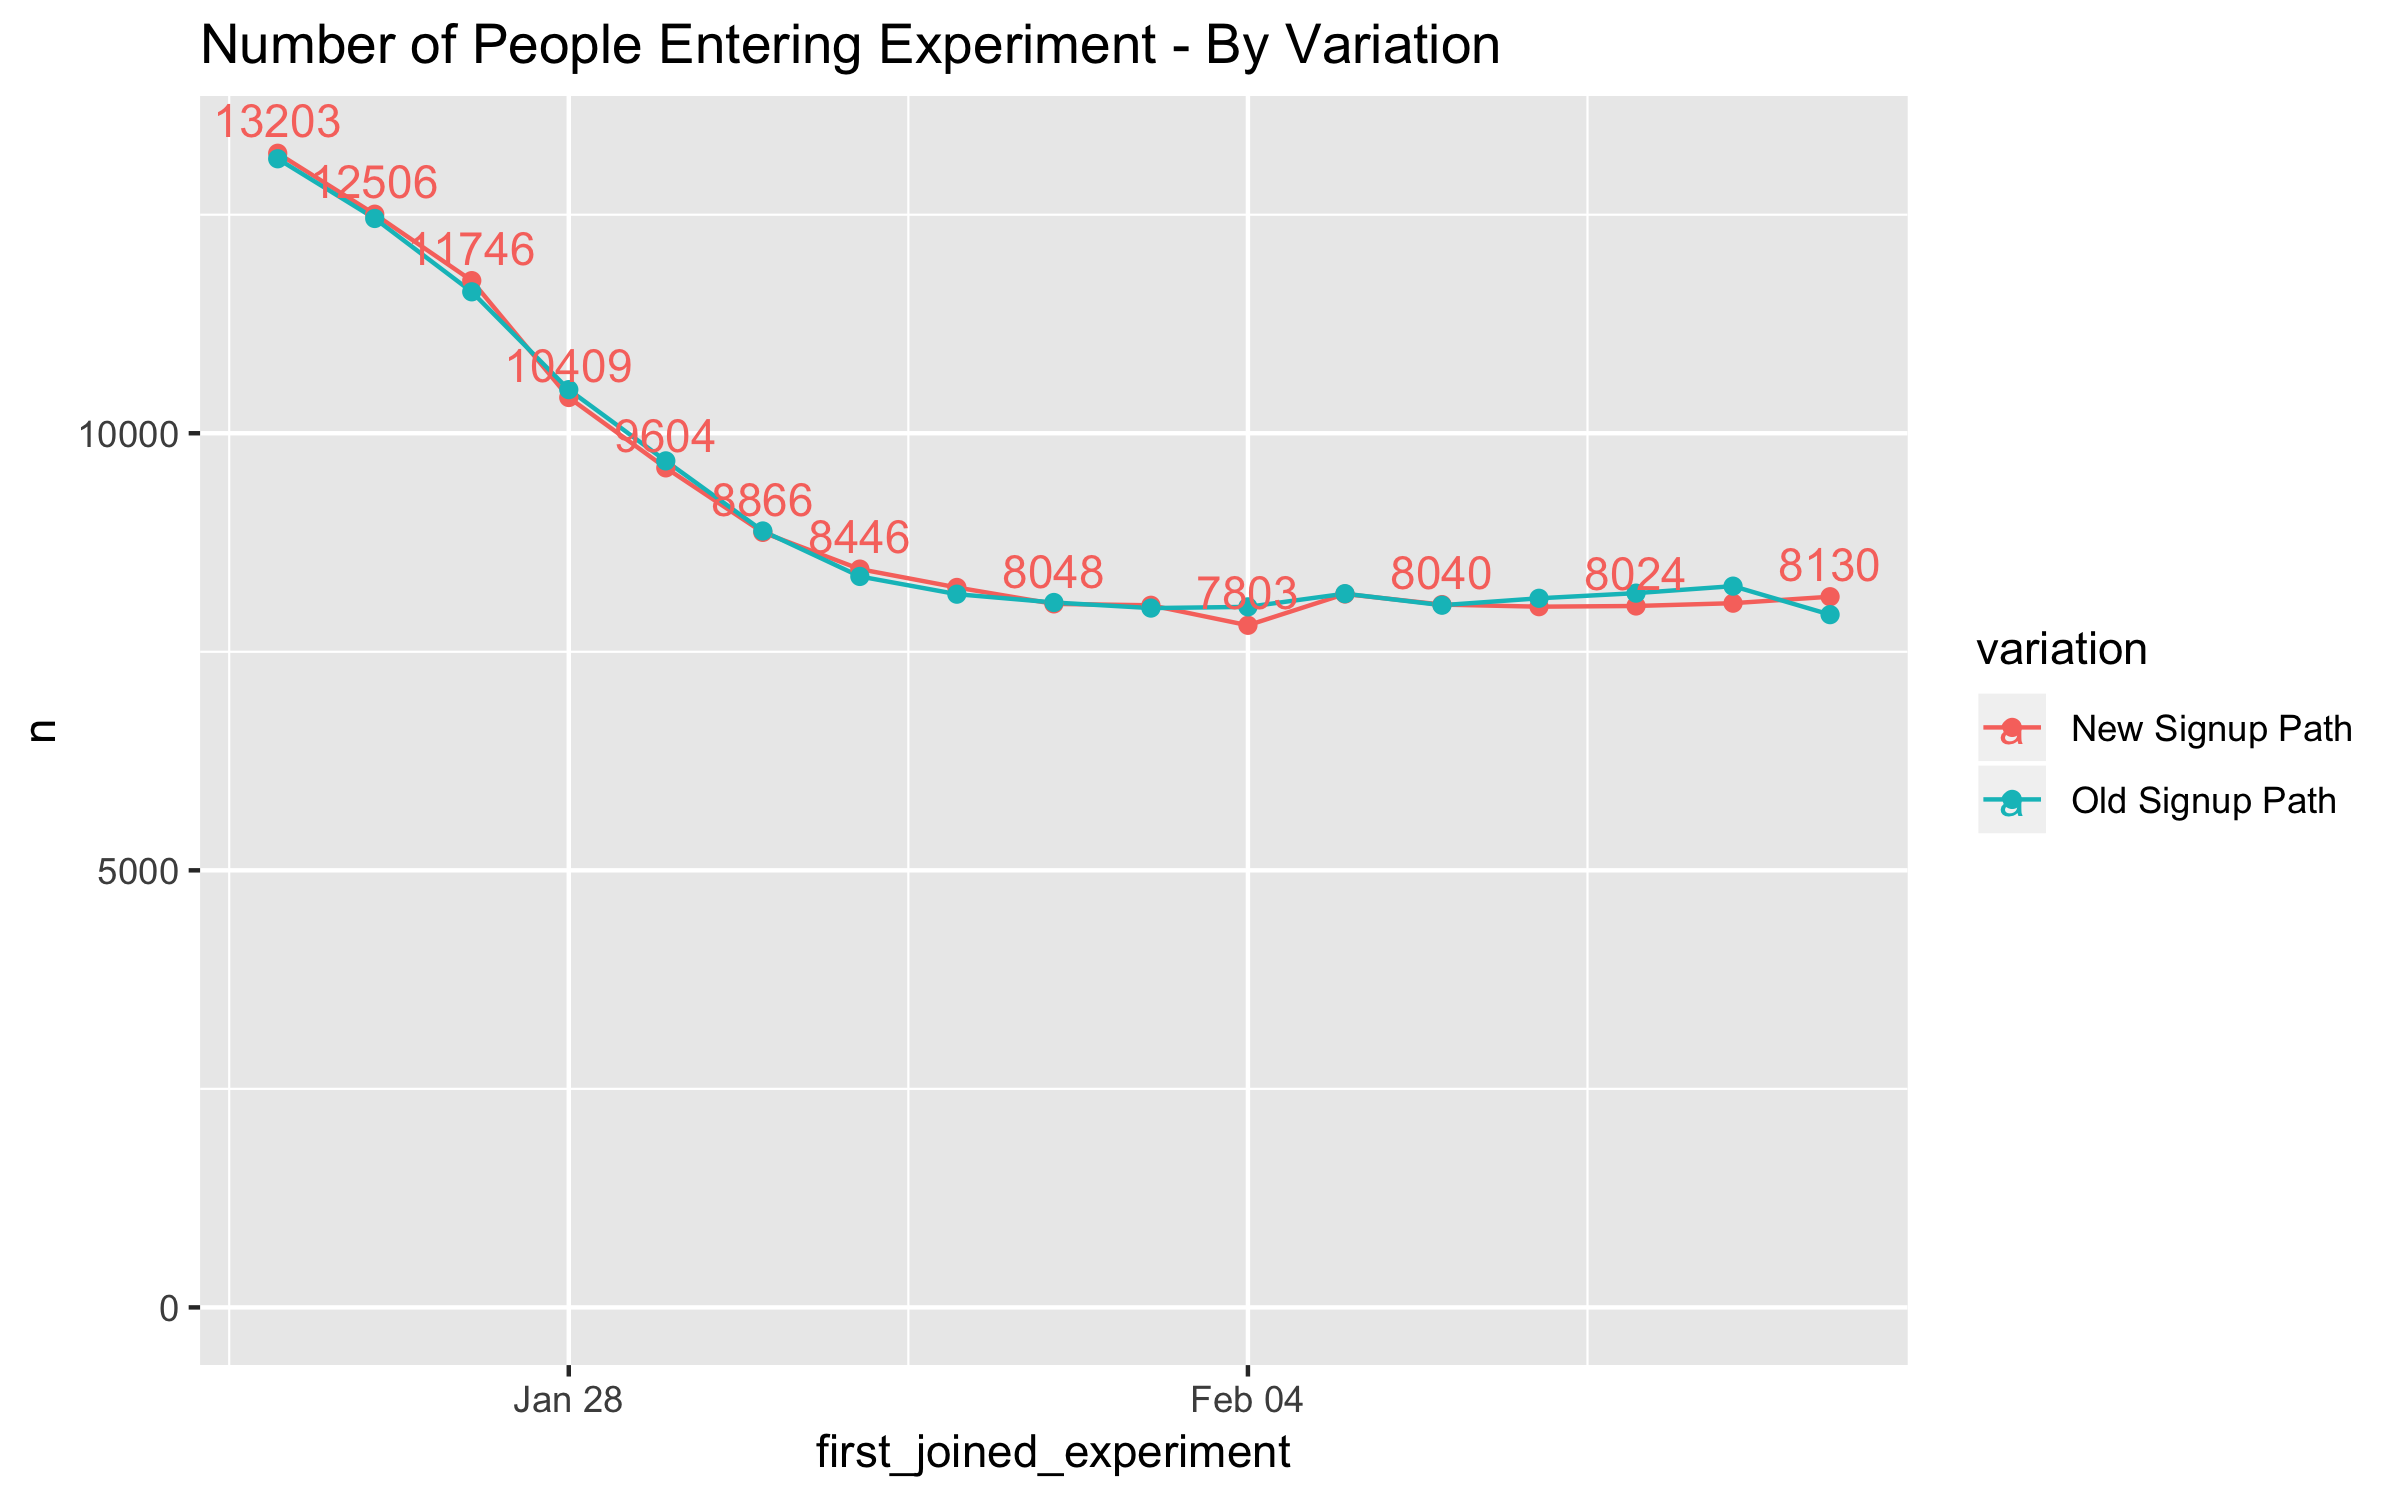 Number of People Entering Experiment - By Variation
13203
12506
11746
10409
9604
8866
8446
8048
7803
8040
8024
8130
10000
5000
0
n
Jan 28
Feb 04
first_joined_experiment
variation
a New Signup Path
a Old Signup Path